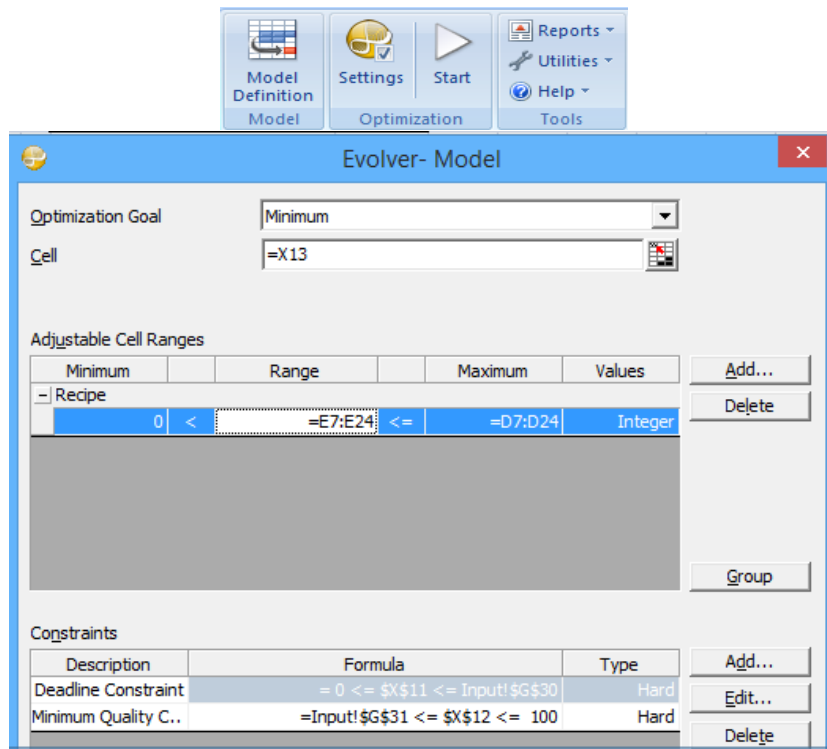 Model Definition
Settings
Start
Reports
Utilities
Help
Model
Optimization
Tools
Evolver- Model
Optimization Goal
Minimum
Cell
=X13
Adjustable Cell Ranges
Minimum Range Maximum Values
Add...
Recipe
0 < =E7:E24 <= =D7:D24 Integer
Delete
Group
Constraints
Description Formula Type
Add...
Deadline Constraint = 0 <= $X$11 <= Input!$G$30 Hard
Edit...
Minimum Quality C.. =Input!$G$31 <= $X$12 <= 100 Hard
Delete